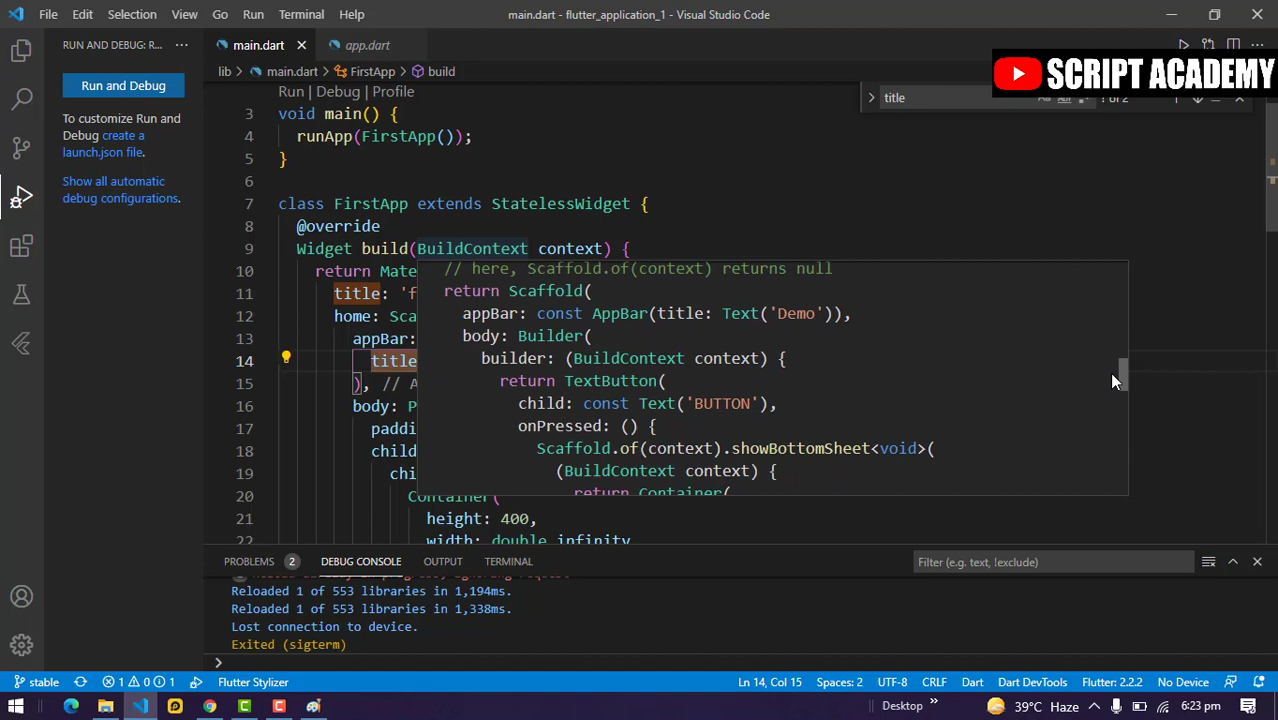 File Edit Selection View Go Run Terminal Help
main.dart - flutter_application_1 - Visual Studio Code
RUN AND DEBUG: R...
main.dart
app.dart
SCRIPT ACADEMY
Run and Debug
To customize Run and
Debug create a
launch.json file.
Show all automatic
debug configurations.
lib > main.dart > FirstApp > build
title
of 2
Run | Debug | Profile
3 void main() {
4 runApp(FirstApp());
5 }
6
7 class FirstApp extends StatelessWidget {
8 @override
9 Widget build(BuildContext context) {
10 return Mate
11 title: 'f
12 home: Sca
13 appBar:
14 title
15 ), // A
16 body: P
17 paddi
18 child
19 chi
20 Container(
21 height: 400,
22 width: double.infinity
// here, Scaffold.of(context) returns null
return Scaffold(
appBar: const AppBar(title: Text('Demo')),
body: Builder(
builder: (BuildContext context) {
return TextButton(
child: const Text('BUTTON'),
onPressed: () {
Scaffold.of(context).showBottomSheet<void>(
(BuildContext context) {
return Container(
PROBLEMS 2 DEBUG CONSOLE OUTPUT TERMINAL
Filter (e.g. text, !exclude)
Reloaded 1 of 553 libraries in 1,194ms.
Reloaded 1 of 553 libraries in 1,338ms.
Lost connection to device.
Exited (sigterm)
>
stable 1 0 1 Flutter Stylizer
Ln 14, Col 15 Spaces: 2 UTF-8 CRLF Dart Dart DevTools Flutter: 2.2.2 No Device
Desktop » 39°C Haze 6:23 pm